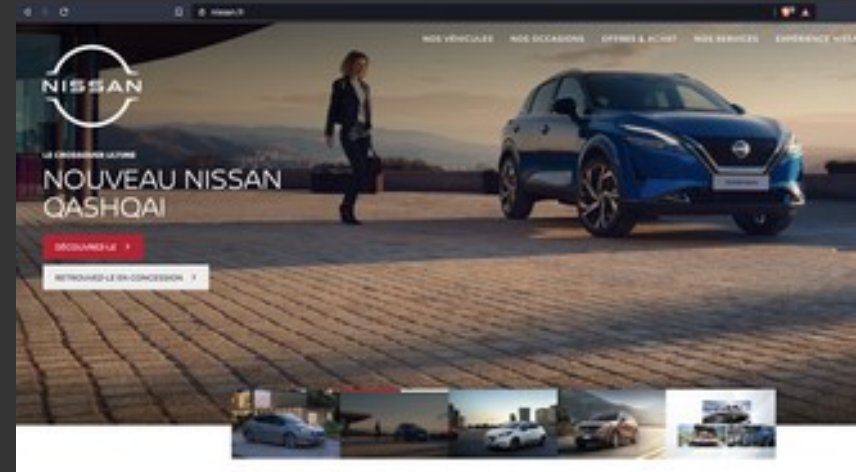 nissan.fr
NOS VÉHICULES NOS OCCASIONS OFFRES & ACHAT NOS SERVICES EXPÉRIENCE
NISSAN
LE CROSSOVER ULTIME
NOUVEAU NISSAN
QASHQAI
DÉCOUVREZ-LE >
RETROUVEZ-LE EN CONCESSION >